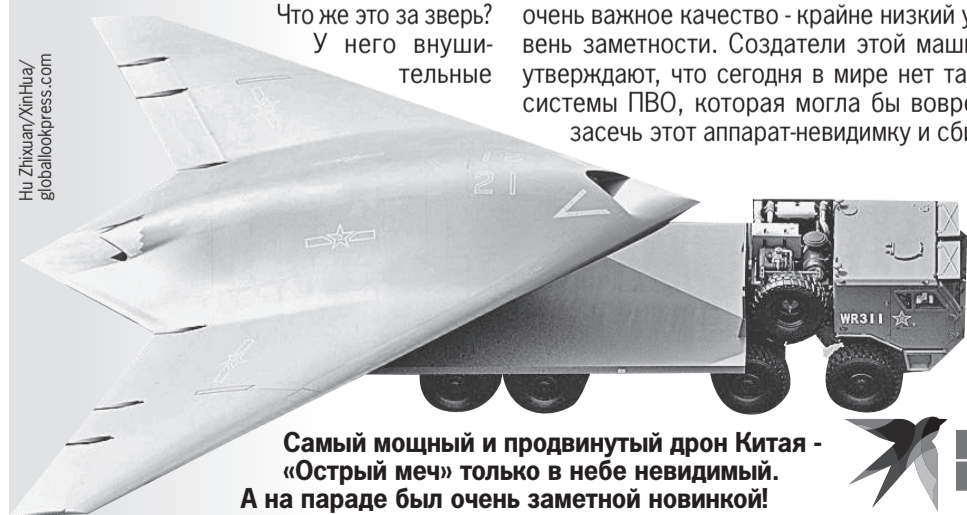 Hu Zhixuan/XinHua/
globallookpress.com
Что же это за зверь?
У него внуши-
тельные
очень важное качество - крайне низкий у
вень заметности. Создатели этой маши
утверждают, что сегодня в мире нет та
системы ПВО, которая могла бы вовре
засечь этот аппарат-невидимку и сби
21
WR311
Самый мощный и продвинутый дрон Китая -
«Острый меч» только в небе невидимый.
А на параде был очень заметной новинкой!